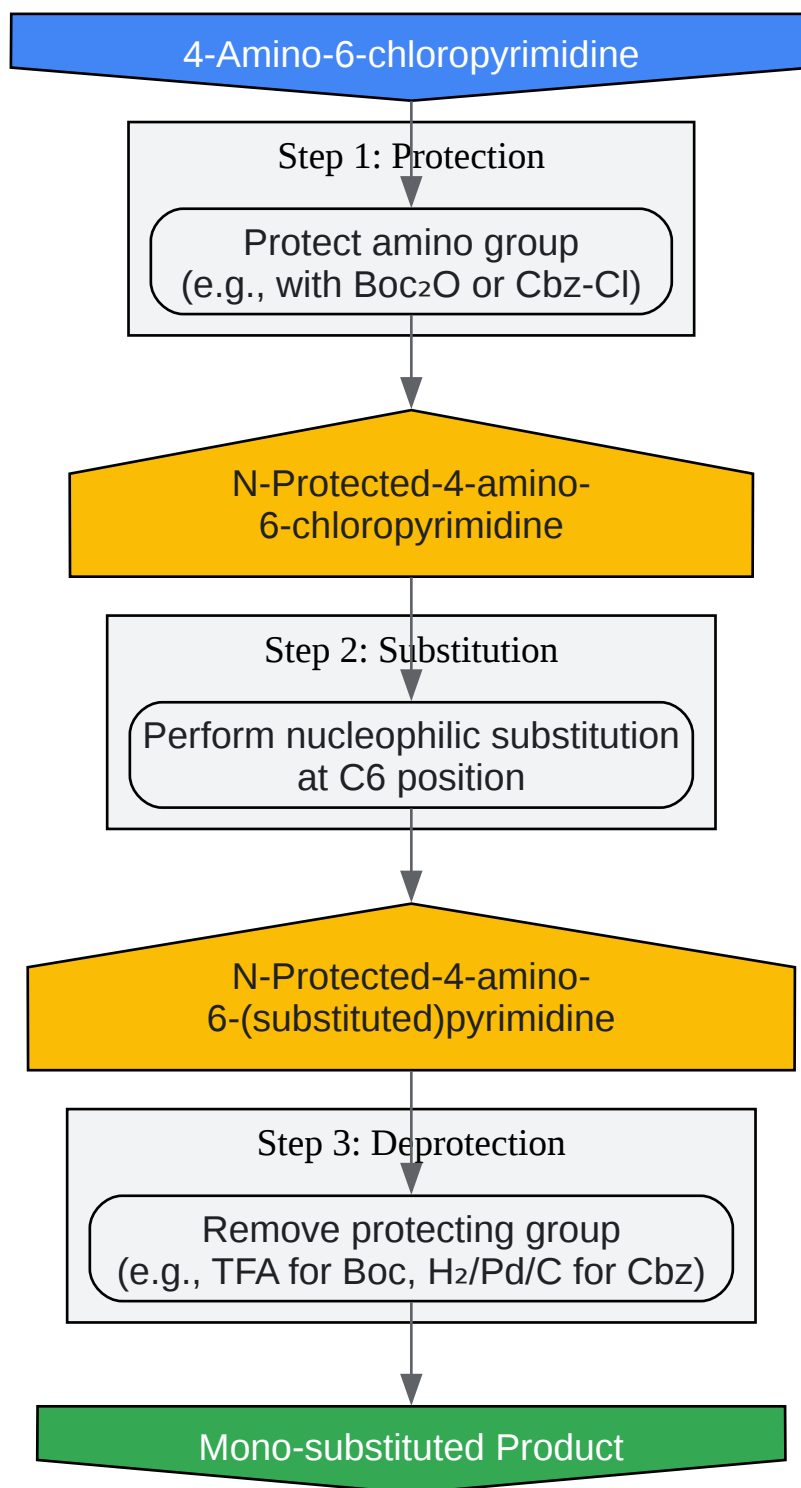 4-Amino-6-chloropyrimidine
Step 1: Protection
Protect amino group
(e.g., with Boc₂O or Cbz-Cl)
N-Protected-4-amino-
6-chloropyrimidine
Step 2: Substitution
Perform nucleophilic substitution
at C6 position
N-Protected-4-amino-
6-(substituted)pyrimidine
Step 3: Deprotection
Remove protecting group
(e.g., TFA for Boc, H₂/Pd/C for Cbz)
Mono-substituted Product